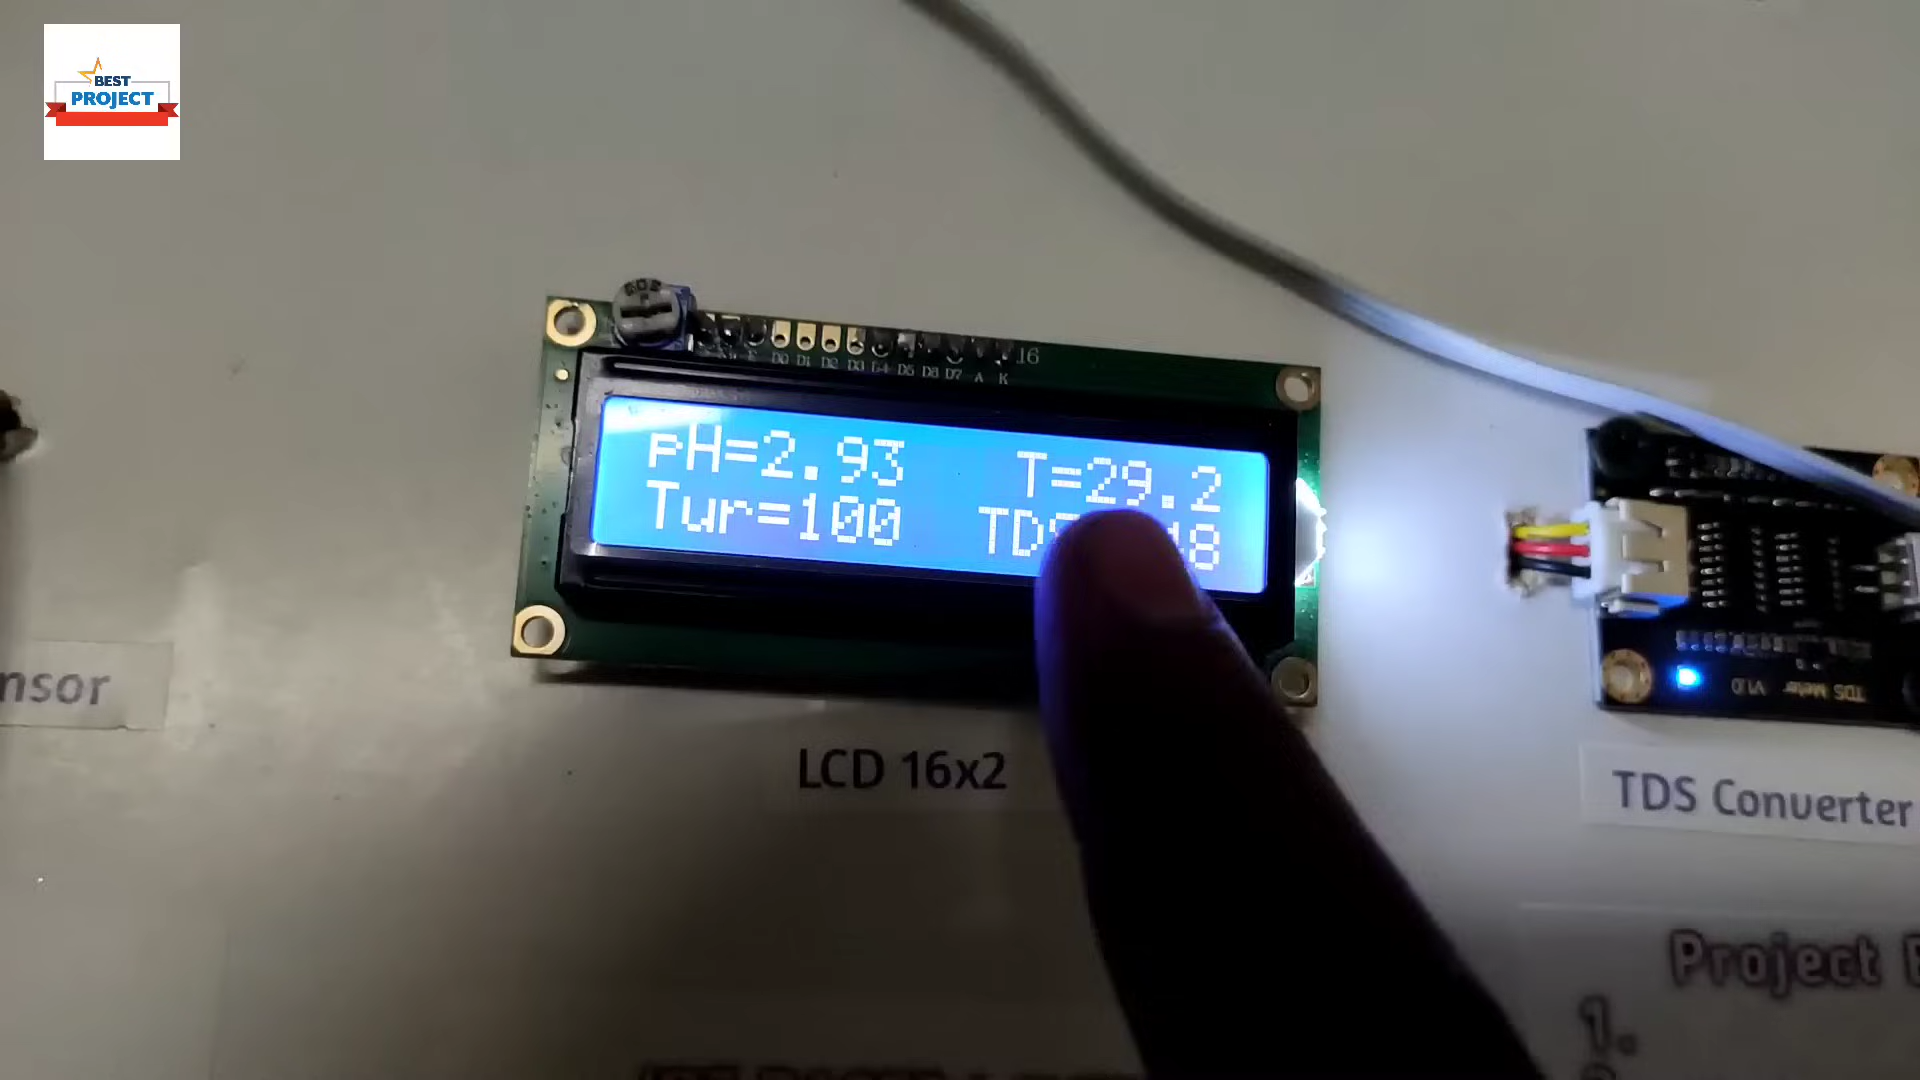 BEST
PROJECT
16
D0 D1 D2 D3 D4 D5 D6 D7 A K
pH=2.93 T=29.2
Tur=100 TDS
nsor
LCD 16x2
TDS Meter V1.0
TDS Converter
Project
1.